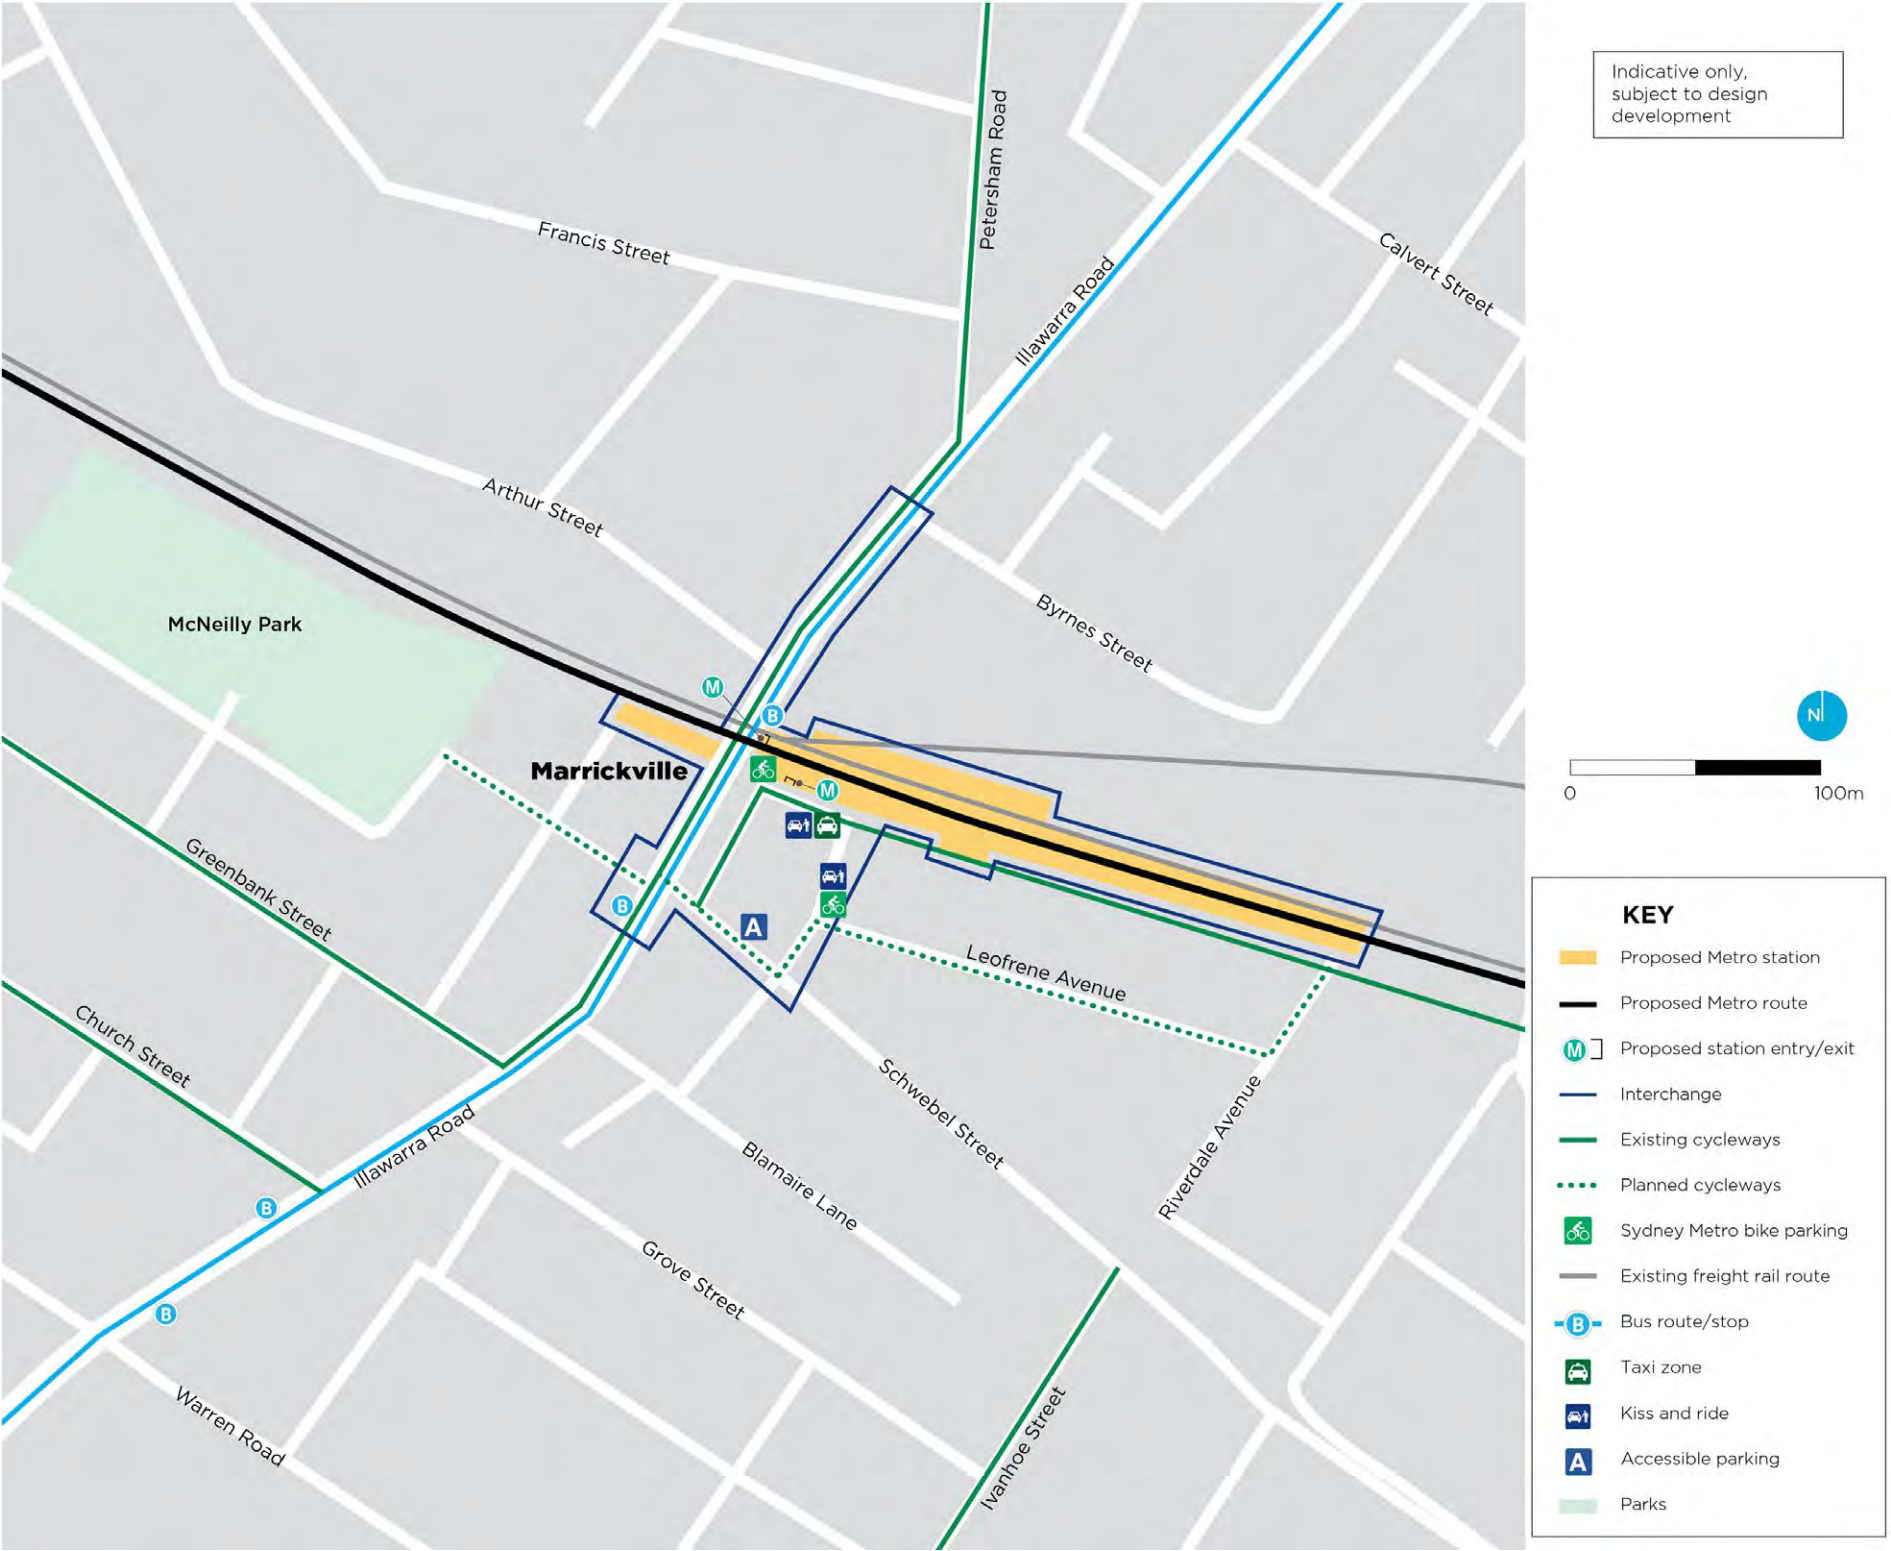 Indicative only,
subject to design
development
Petersham Road
Francis Street
Calvert Street
Illawarra Road
Arthur Street
McNeilly Park
Byrnes Street
M
B
N
Marrickville
M
0
100m
Greenbank Street
B
A
Leofrene Avenue
Church Street
Schwebel Street
Illawarra Road
Riverdale Avenue
Blamaire Lane
B
Grove Street
B
Warren Road
Ivanhoe Street
KEY
Proposed Metro station
Proposed Metro route
M Proposed station entry/exit
Interchange
Existing cycleways
Planned cycleways
Sydney Metro bike parking
Existing freight rail route
B Bus route/stop
Taxi zone
Kiss and ride
A Accessible parking
Parks